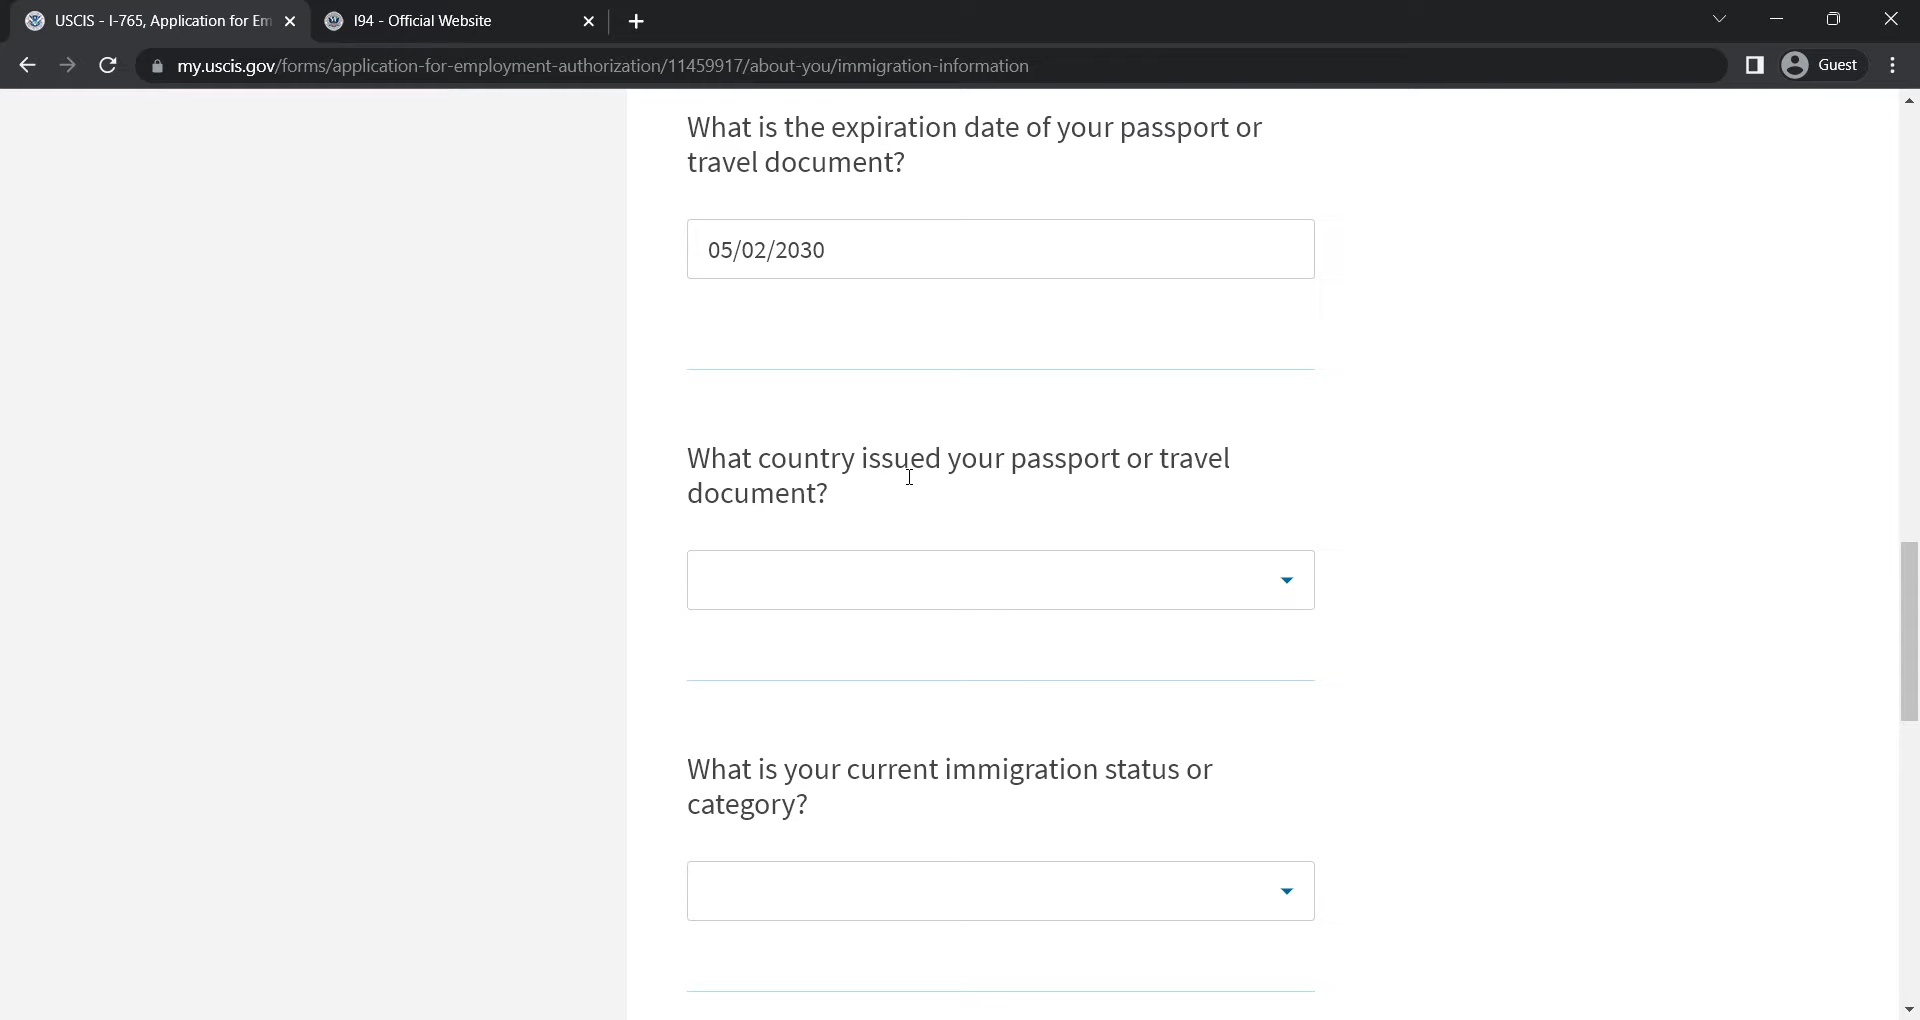 USCIS - I-765, Application for Em
I94 - Official Website
my.uscis.gov/forms/application-for-employment-authorization/11459917/about-you/immigration-information
Guest
What is the expiration date of your passport or
travel document?
05/02/2030
What country issued your passport or travel
document?
What is your current immigration status or
category?